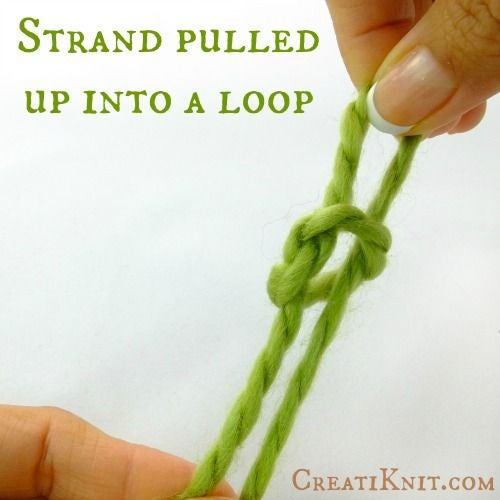 Strand pulled
up into a loop
CreatiKnit.com